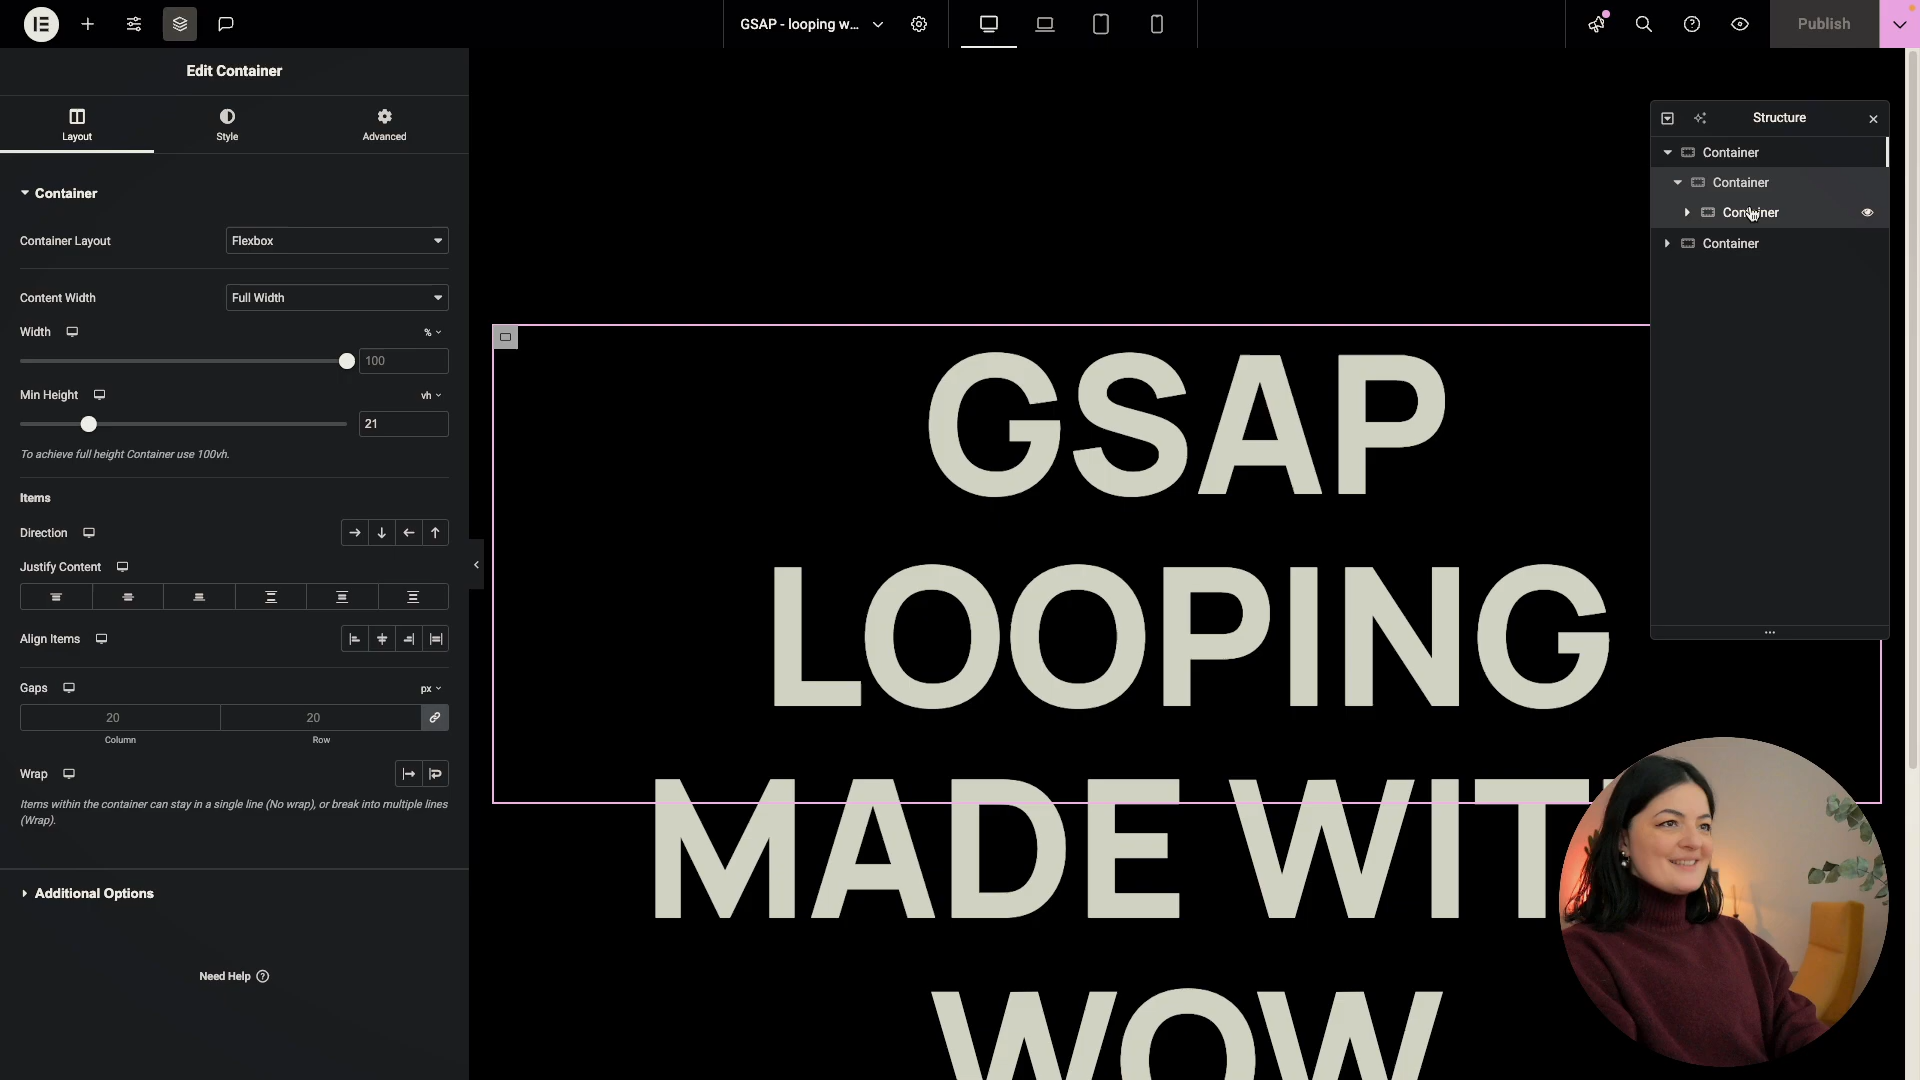 GSAP - looping w...
Publish
Edit Container
Layout
Style
Advanced
Container
Container Layout
Flexbox
Content Width
Full Width
Width
%
100
Min Height
vh
21
To achieve full height Container use 100vh.
Items
Direction
Justify Content
Align Items
Gaps
px
20
20
Column
Row
Wrap
Items within the container can stay in a single line (No wrap), or break into multiple lines
(Wrap).
Additional Options
Need Help
GSAP
LOOPING
MADE WIT
WOW
Structure
Container
Container
Container
Container